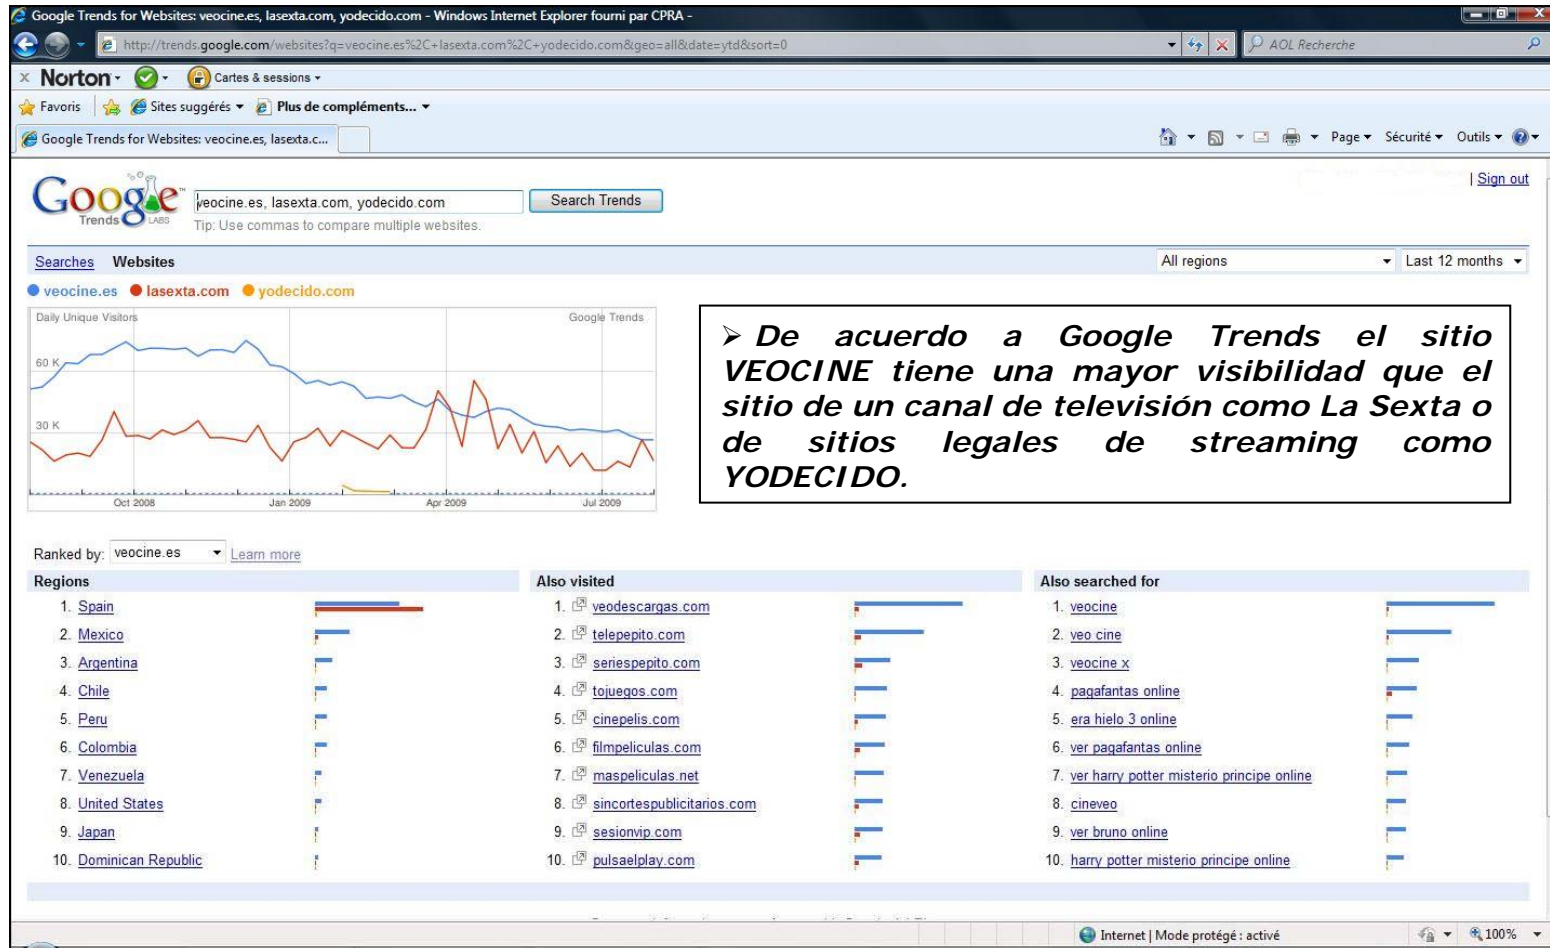 Google Trends for Websites: veocine.es, lasexta.com, yodecido.com - Windows Internet Explorer fourni par CPRA -
http://trends.google.com/websites?q=veocine.es%2C+lasexta.com%2C+yodecido.com&geo=all&date=ytd&sort=0
AOL Recherche
x Norton
Cartes & sessions
Favoris Sites suggérés Plus de compléments...
Google Trends for Websites: veocine.es, lasexta.c...
Page Sécurité Outils
Sign out
Google™
Trends LABS
veocine.es, lasexta.com, yodecido.com
Search Trends
Tip: Use commas to compare multiple websites.
Searches Websites
All regions
Last 12 months
veocine.es lasexta.com yodecido.com
Daily Unique Visitors
Google Trends
60 K
30 K
Oct 2008 Jan 2009 Apr 2009 Jul 2009
➢ De acuerdo a Google Trends el sitio
VEOCINE tiene una mayor visibilidad que el
sitio de un canal de televisión como La Sexta o
de sitios legales de streaming como
YODECIDO.
Ranked by: veocine.es Learn more
Regions
1. Spain
2. Mexico
3. Argentina
4. Chile
5. Peru
6. Colombia
7. Venezuela
8. United States
9. Japan
10. Dominican Republic
Also visited
1. veodescargas.com
2. telepepito.com
3. seriespepito.com
4. tojuegos.com
5. cinepelis.com
6. filmpeliculas.com
7. maspeliculas.net
8. sincortespublicitarios.com
9. sesionvip.com
10. pulsaelplay.com
Also searched for
1. veocine
2. veo cine
3. veocine x
4. pagafantas online
5. era hielo 3 online
6. ver pagafantas online
7. ver harry potter misterio principe online
8. cineveo
9. ver bruno online
10. harry potter misterio principe online
Internet | Mode protégé : activé
100%